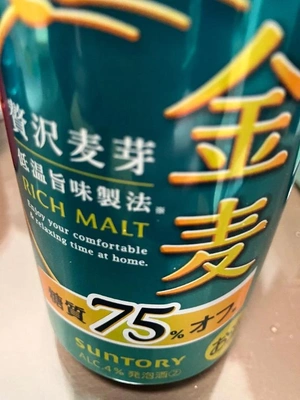 金麦
贅沢麦芽
低温旨味製法※
RICH MALT
Enjoy your comfortable
& relaxing time at home.
糖質75%オフ※
SUNTORY
ALC.4% 発泡酒②
お